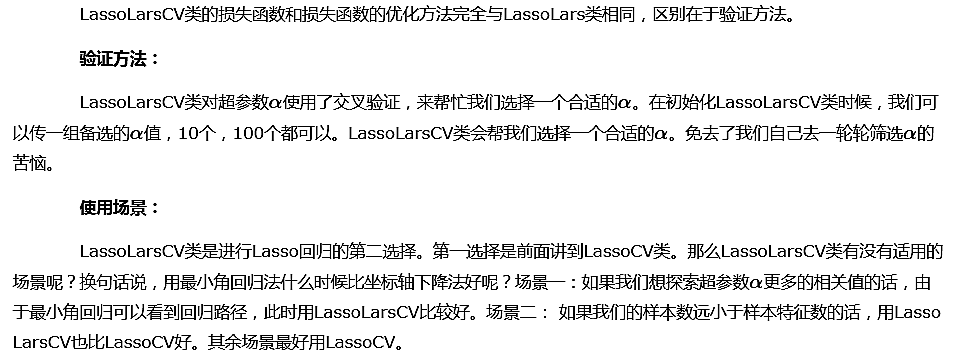 LassoLarsCV类的损失函数和损失函数的优化方法完全与LassoLars类相同，区别在于验证方法。
验证方法：
LassoLarsCV类对超参数α使用了交叉验证，来帮忙我们选择一个合适的α。在初始化LassoLarsCV类时候，我们可
以传一组备选的α值，10个，100个都可以。LassoLarsCV类会帮我们选择一个合适的α。免去了我们自己去一轮轮筛选α的
苦恼。
使用场景：
LassoLarsCV类是进行Lasso回归的第二选择。第一选择是前面讲到LassoCV类。那么LassoLarsCV类有没有适用的
场景呢？换句话说，用最小角回归法什么时候比坐标轴下降法好呢？场景一：如果我们想探索超参数α更多的相关值的话，由
于最小角回归可以看到回归路径，此时用LassoLarsCV比较好。场景二： 如果我们的样本数远小于样本特征数的话，用Lasso
LarsCV也比LassoCV好。其余场景最好用LassoCV。